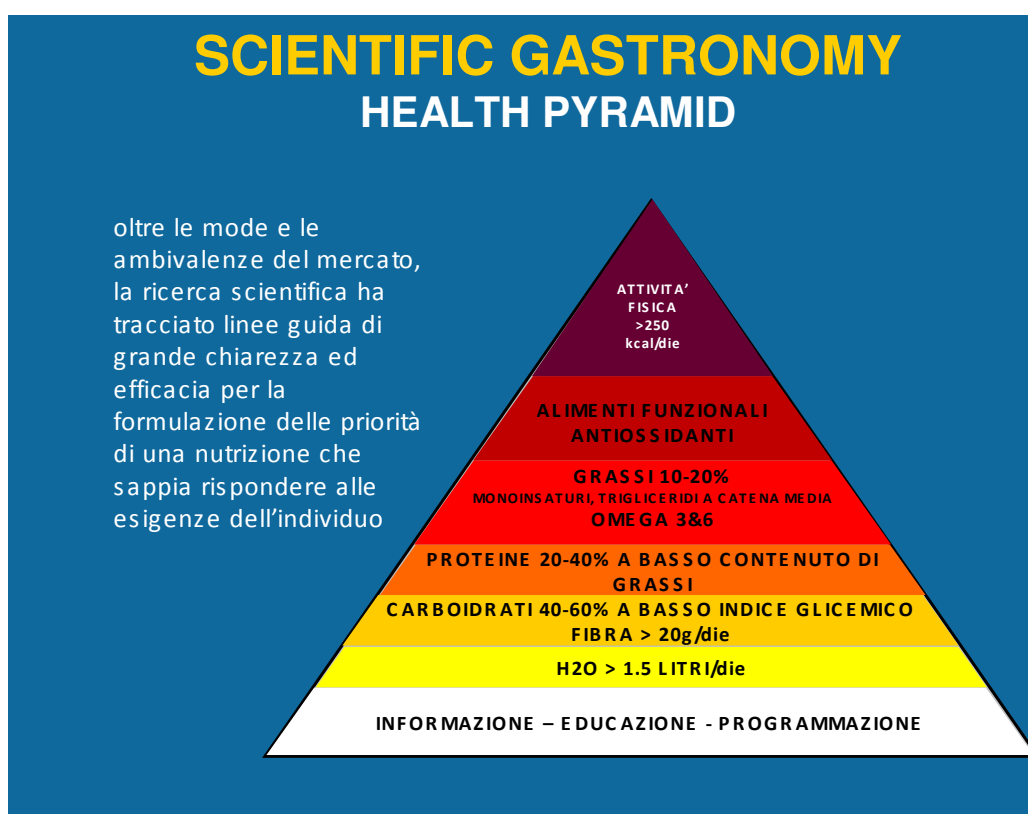 SCIENTIFIC GASTRONOMY
HEALTH PYRAMID
oltre le mode e le
ambivalenze del mercato,
la ricerca scientifica ha
tracciato linee guida di
grande chiarezza ed
efficacia per la
formulazione delle priorità
di una nutrizione che
sappia rispondere alle
esigenze dell'individuo
ATTIVITA'
FISICA
>250
kcal/die
ALIMENTI FUNZIONALI
ANTIOSSIDANTI
GRASSI 10-20%
MONOINSATURI, TRIGLICERIDI A CATENA MEDIA
OMEGA 3&6
PROTEINE 20-40% A BASSO CONTENUTO DI
GRASSI
CARBOIDRATI 40-60% A BASSO INDICE GLICEMICO
FIBRA > 20g/die
H2O > 1.5 LITRI/die
INFORMAZIONE – EDUCAZIONE - PROGRAMMAZIONE